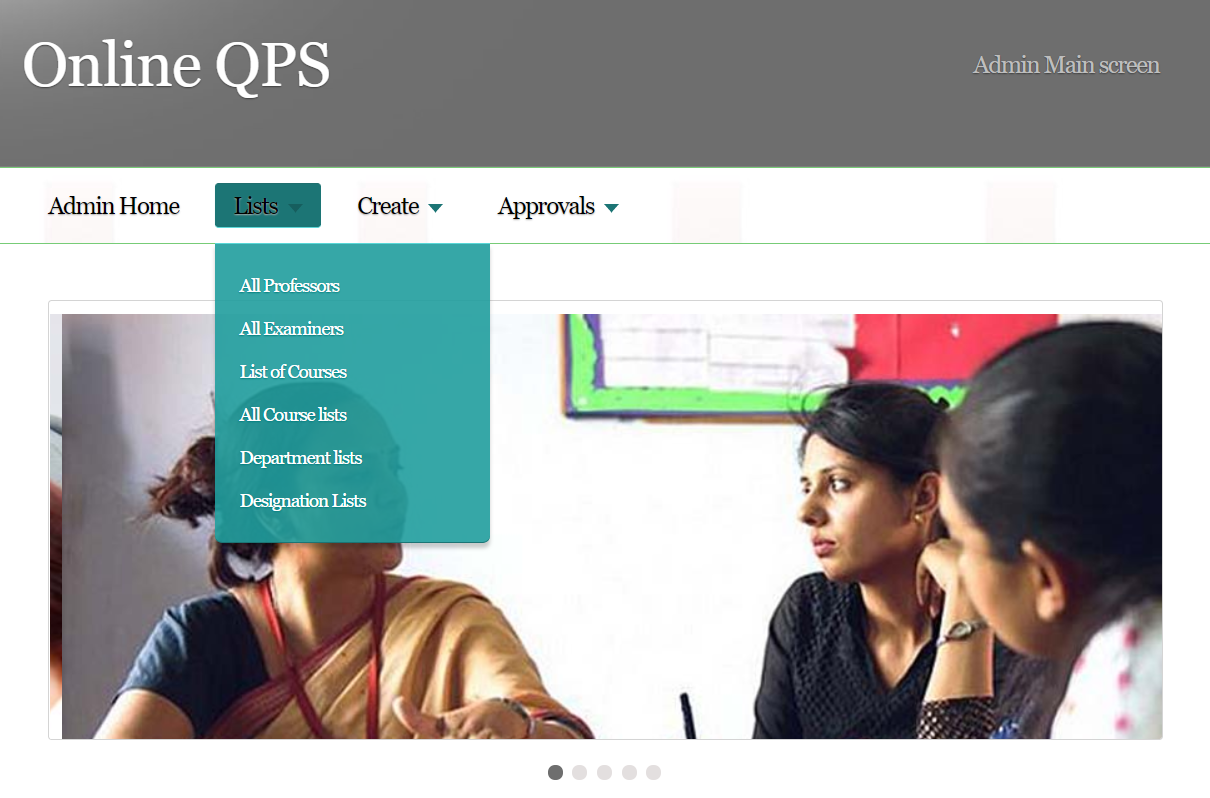 Online QPS
Admin Main screen
Admin Home
Lists
Create
Approvals
All Professors
All Examiners
List of Courses
All Course lists
Department lists
Designation Lists